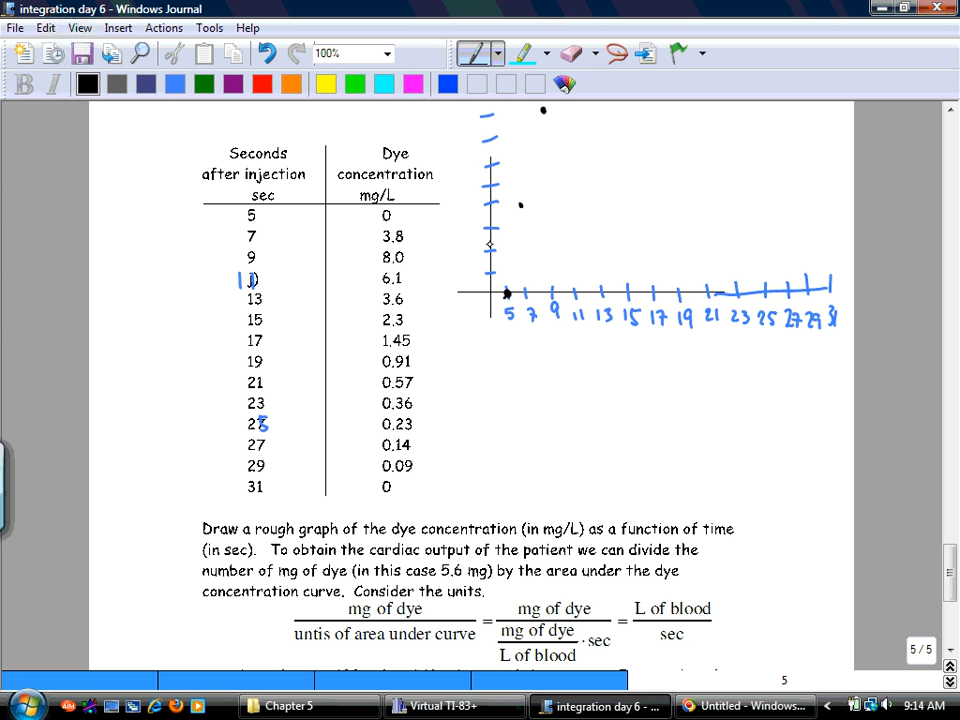 integration day 6 - Windows Journal
File Edit View Insert Actions Tools Help
100%
B I
Seconds Dye
after injection concentration
sec mg/L
5 0
7 3.8
9 8.0
11 6.1
13 3.6
15 2.3
17 1.45
19 0.91
21 0.57
23 0.36
25 0.23
27 0.14
29 0.09
31 0
5 7 9 11 13 15 17 19 21 23 25 27 29 31
Draw a rough graph of the dye concentration (in mg/L) as a function of time
(in sec). To obtain the cardiac output of the patient we can divide the
number of mg of dye (in this case 5.6 mg) by the area under the dye
concentration curve. Consider the units.
mg of dye
untis of area under curve
=
mg of dye
mg of dye
L of blood
· sec
=
L of blood
sec
5 / 5
5
Chapter 5
Virtual TI-83+
integration day 6 - ...
Untitled - Windows...
9:14 AM